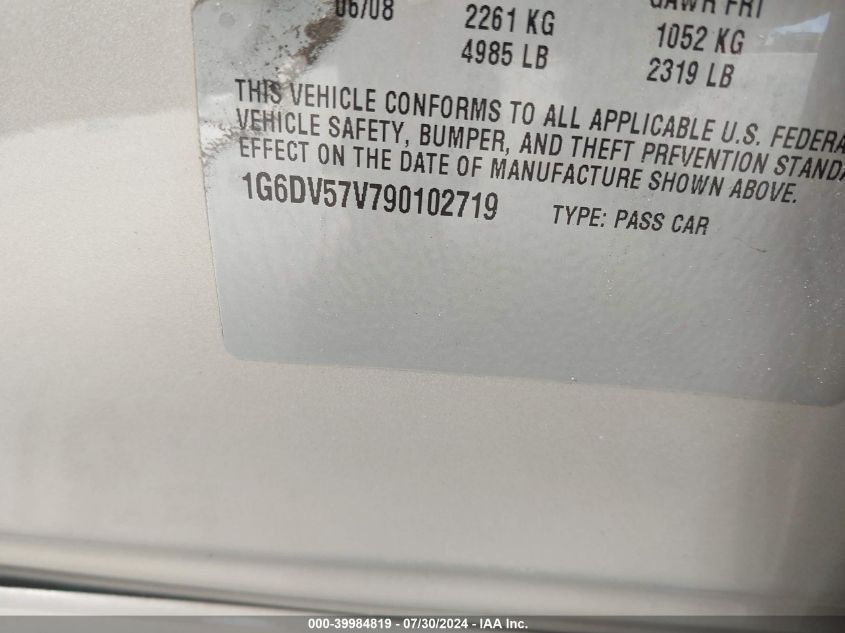 06/08 2261 KG GAWR FRT
4985 LB 1052 KG
2319 LB
THIS VEHICLE CONFORMS TO ALL APPLICABLE U.S. FEDERA
VEHICLE SAFETY, BUMPER, AND THEFT PREVENTION STANDA
EFFECT ON THE DATE OF MANUFACTURE SHOWN ABOVE.
1G6DV57V790102719 TYPE: PASS CAR
000-39984819 / 07/30/2024 - IAA Inc.